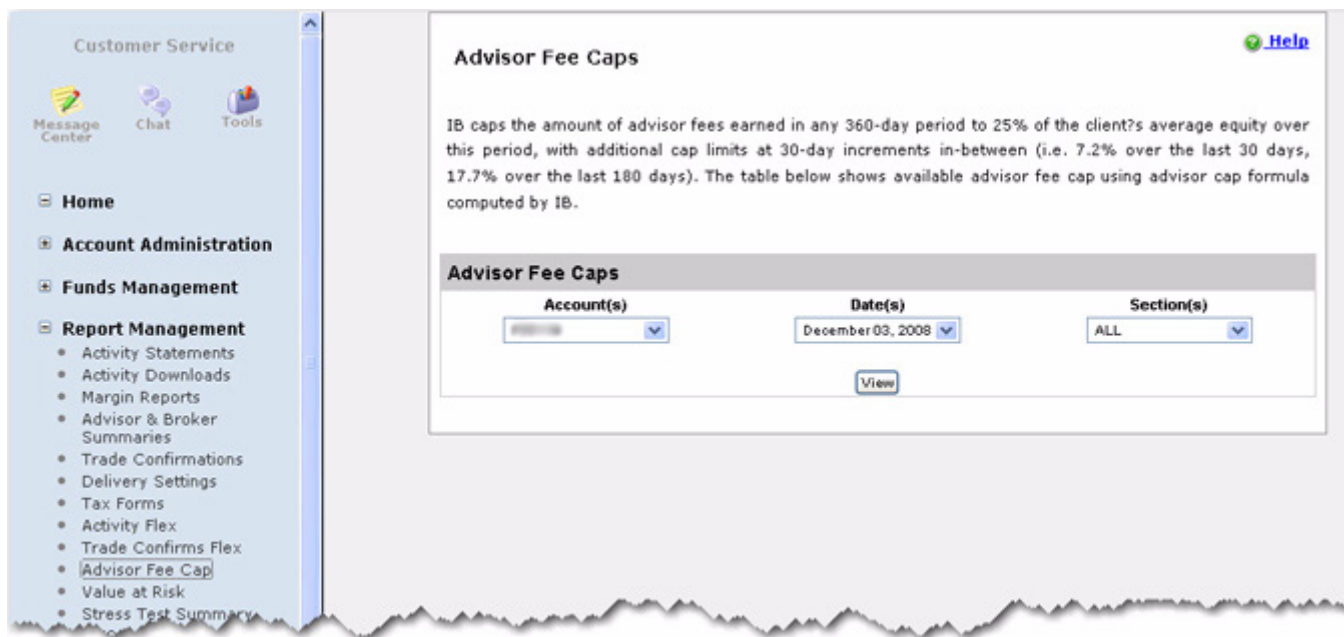 Customer Service
Message
Center
Chat
Tools
Home
Account Administration
Funds Management
Report Management
Activity Statements
Activity Downloads
Margin Reports
Advisor & Broker
Summaries
Trade Confirmations
Delivery Settings
Tax Forms
Activity Flex
Trade Confirms Flex
Advisor Fee Cap
Value at Risk
Stress Test Summary
Advisor Fee Caps
Help
IB caps the amount of advisor fees earned in any 360-day period to 25% of the client?s average equity over
this period, with additional cap limits at 30-day increments in-between (i.e. 7.2% over the last 30 days,
17.7% over the last 180 days). The table below shows available advisor fee cap using advisor cap formula
computed by IB.
Advisor Fee Caps
Account(s)
Date(s)
Section(s)
December 03, 2008
ALL
View